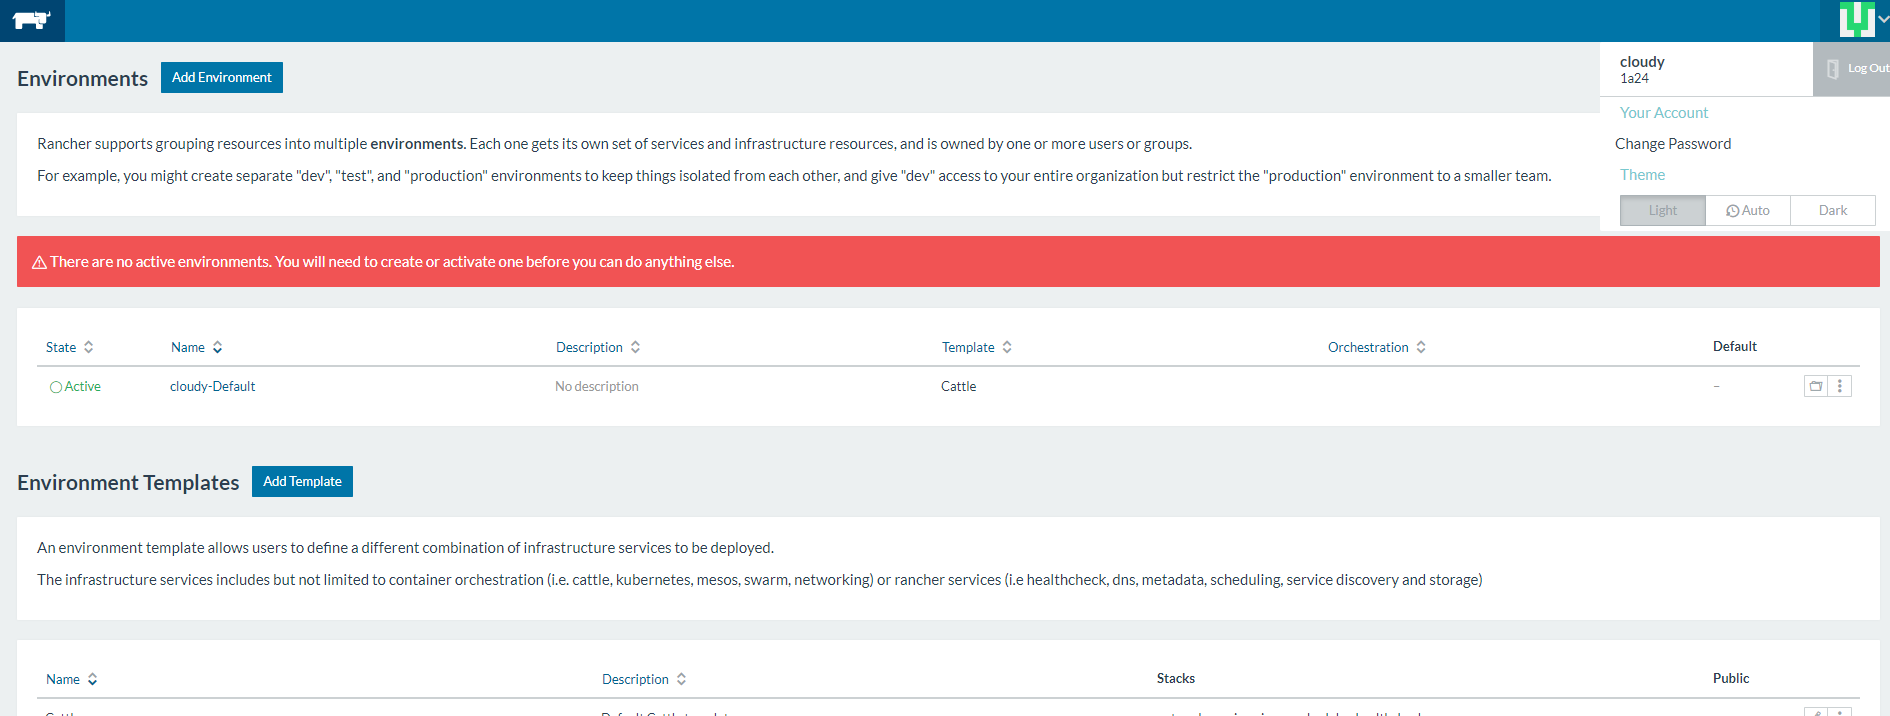 Environments Add Environment
cloudy
1a24
Log Out
Your Account
Change Password
Theme
Light Auto Dark
Rancher supports grouping resources into multiple environments. Each one gets its own set of services and infrastructure resources, and is owned by one or more users or groups.
For example, you might create separate "dev", "test", and "production" environments to keep things isolated from each other, and give "dev" access to your entire organization but restrict the "production" environment to a smaller team.
There are no active environments. You will need to create or activate one before you can do anything else.
State Name Description Template Orchestration Default
Active cloudy-Default No description Cattle –
Environment Templates Add Template
An environment template allows users to define a different combination of infrastructure services to be deployed.
The infrastructure services includes but not limited to container orchestration (i.e. cattle, kubernetes, mesos, swarm, networking) or rancher services (i.e healthcheck, dns, metadata, scheduling, service discovery and storage)
Name Description Stacks Public